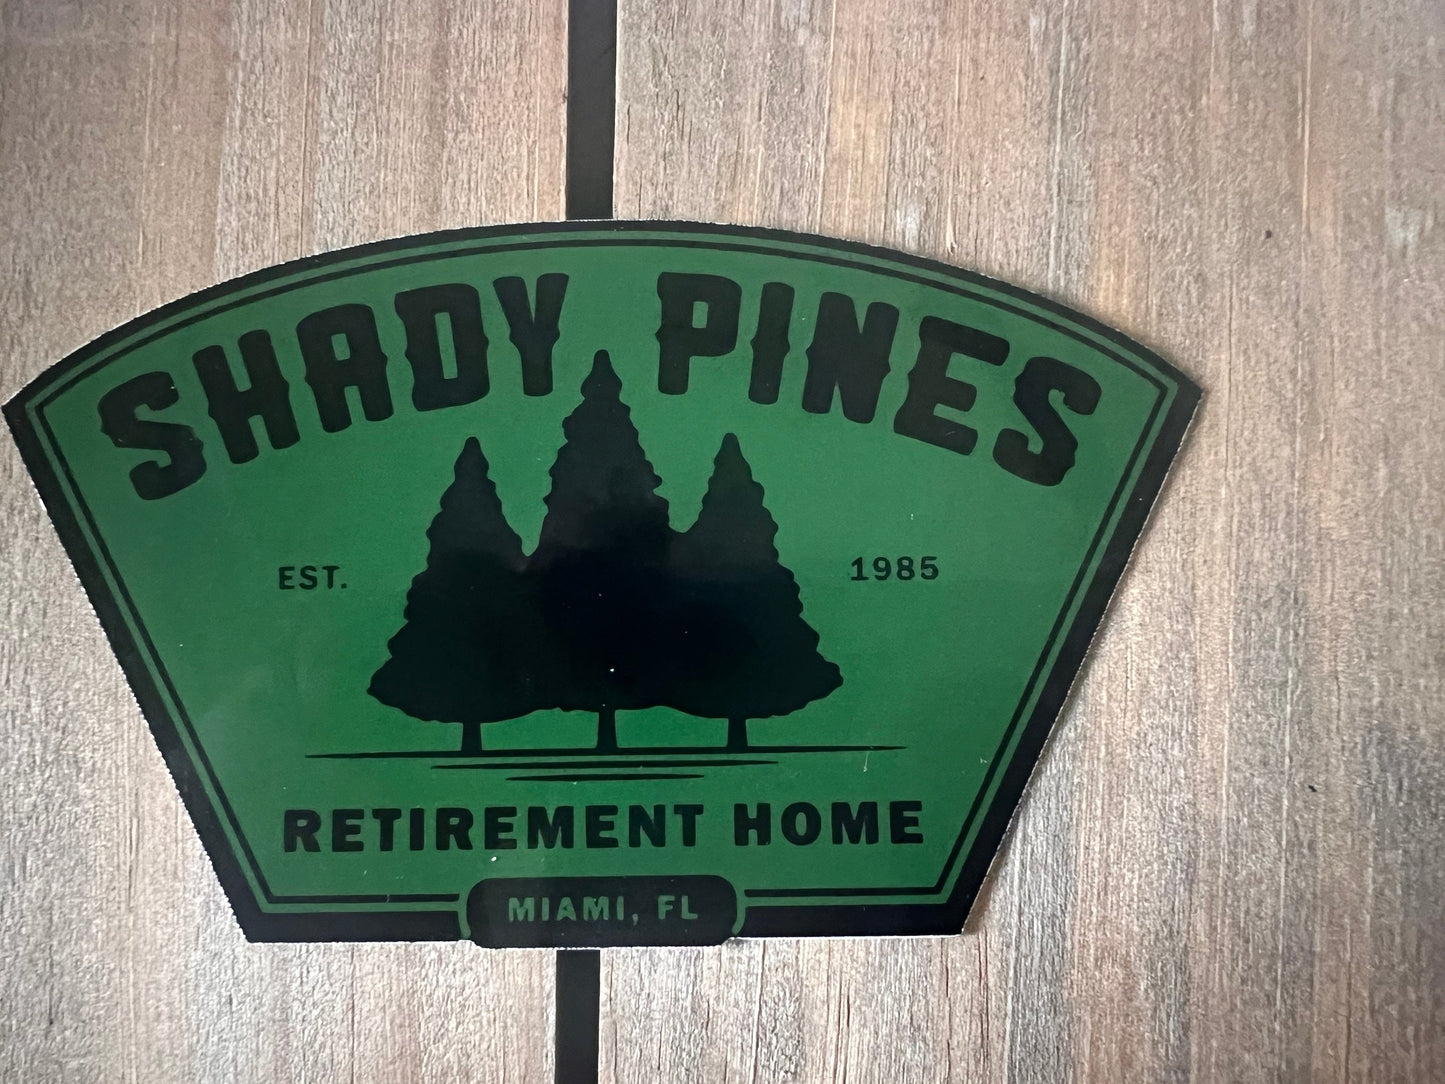 SHADY PINES
EST. 1985
RETIREMENT HOME
MIAMI, FL